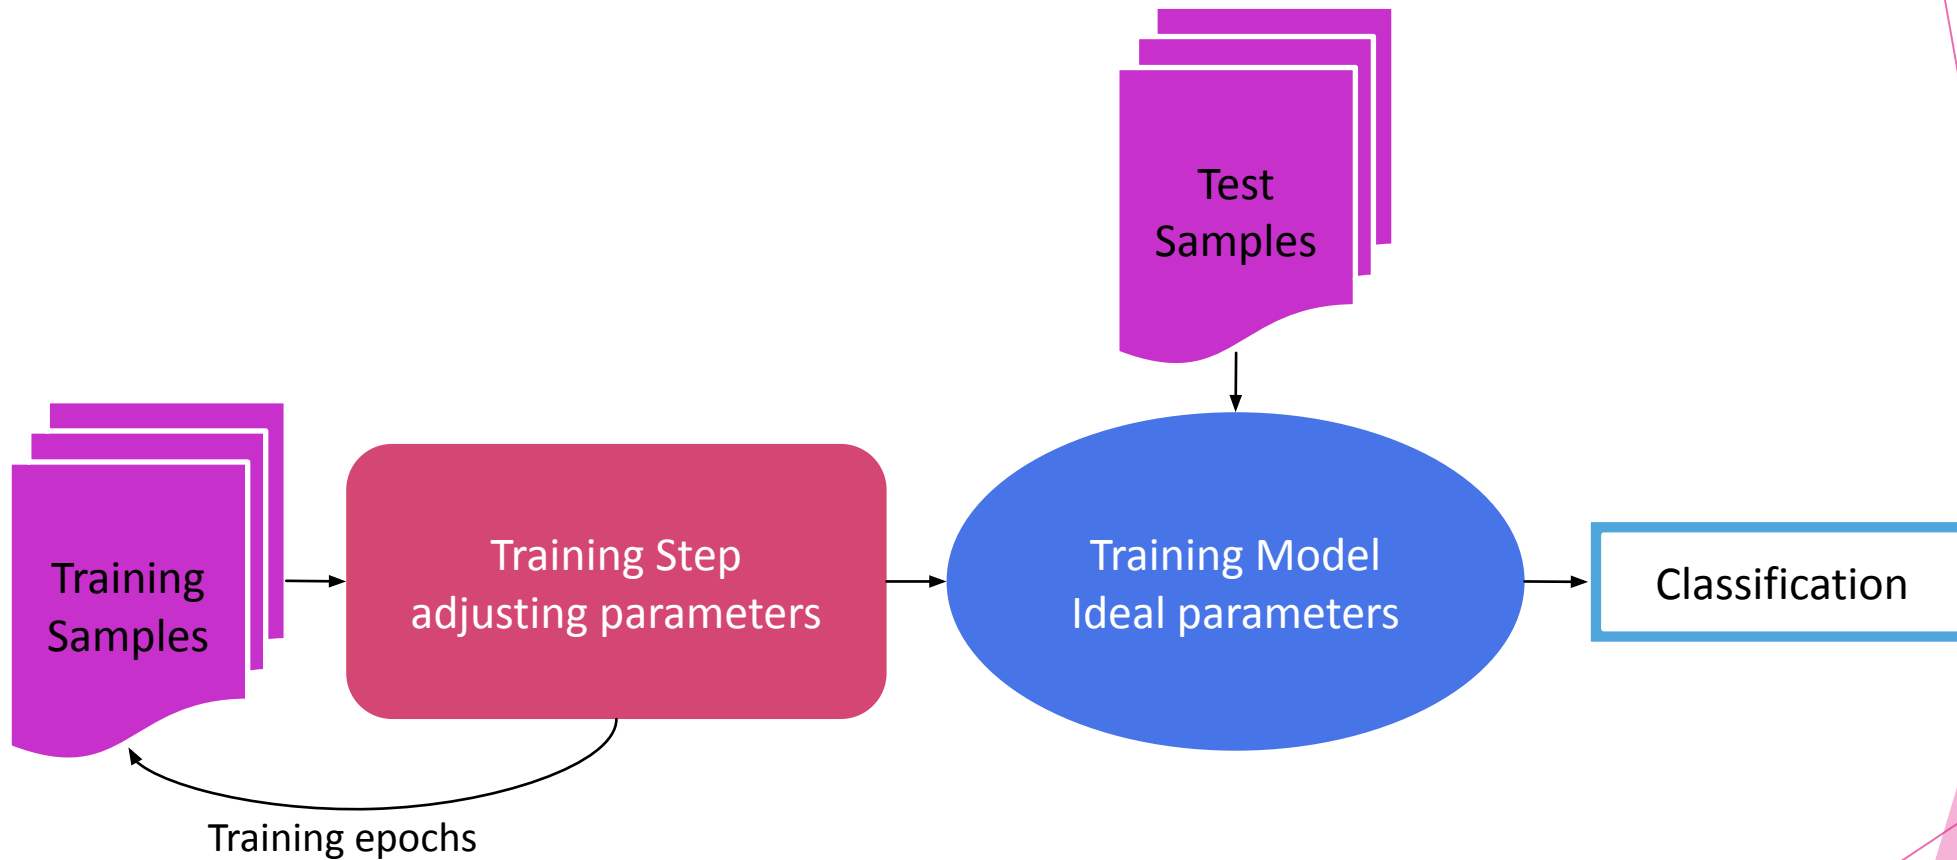 Test
Samples
Training
Samples
Training Step
adjusting parameters
Training Model
Ideal parameters
Classification
Training epochs